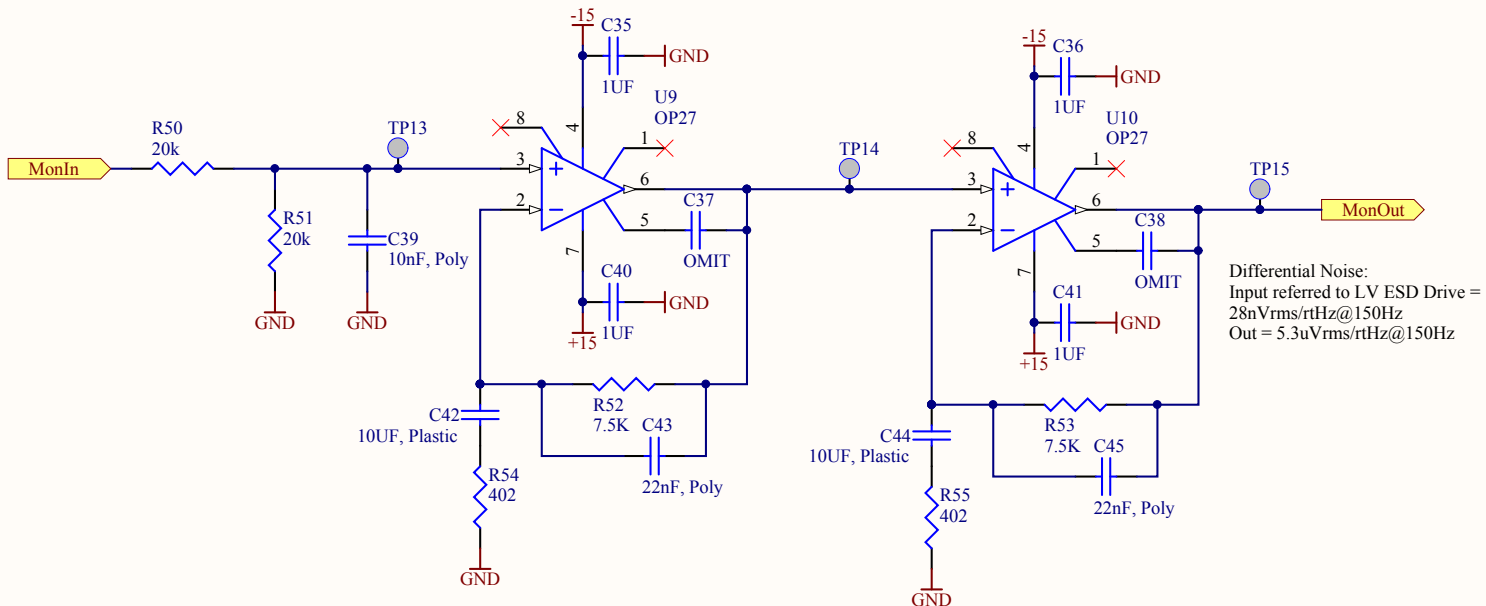 MonIn
R50
20k
R51
20k
C39
10nF, Poly
GND
GND
TP13
-15
C35
1UF
GND
U9
OP27
8
4
1
3
2
6
5
7
C37
OMIT
C40
1UF
GND
+15
R52
7.5K
C43
22nF, Poly
C42
10UF, Plastic
R54
402
GND
TP14
-15
C36
1UF
GND
U10
OP27
8
4
1
3
2
6
5
7
C38
OMIT
C41
1UF
GND
+15
R53
7.5K
C45
22nF, Poly
C44
10UF, Plastic
R55
402
GND
TP15
MonOut
Differential Noise:
Input referred to LV ESD Drive =
28nVrms/rtHz@150Hz
Out = 5.3uVrms/rtHz@150Hz